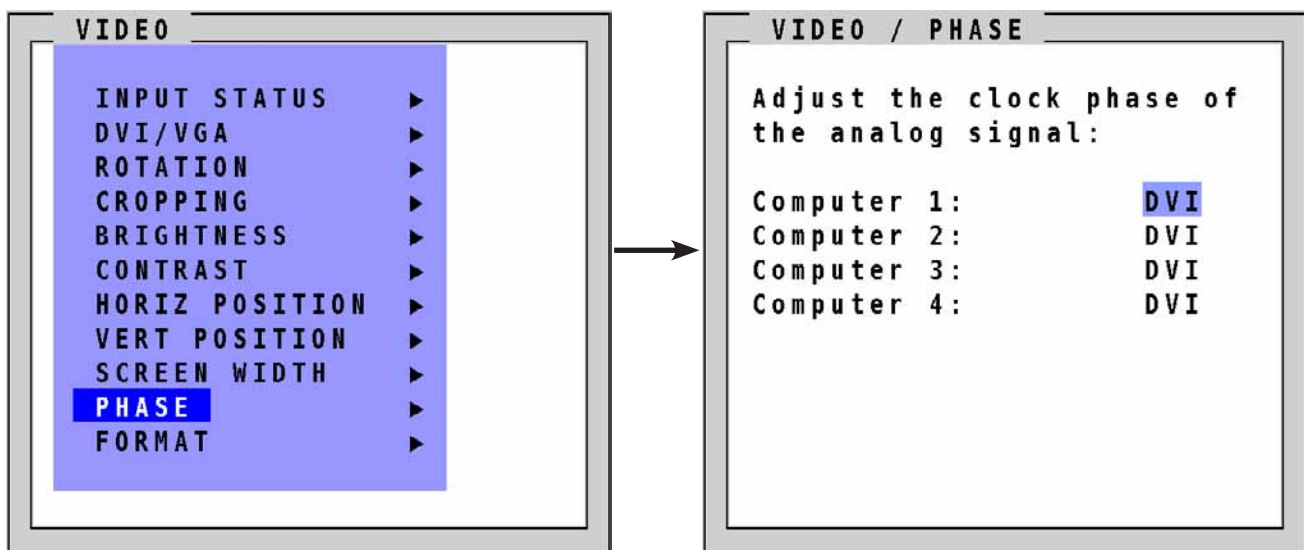 VIDEO
INPUT STATUS ►
DVI/VGA ►
ROTATION ►
CROPPING ►
BRIGHTNESS ►
CONTRAST ►
HORIZ POSITION ►
VERT POSITION ►
SCREEN WIDTH ►
PHASE ►
FORMAT ►
VIDEO / PHASE
Adjust the clock phase of
the analog signal:
Computer 1: DVI
Computer 2: DVI
Computer 3: DVI
Computer 4: DVI